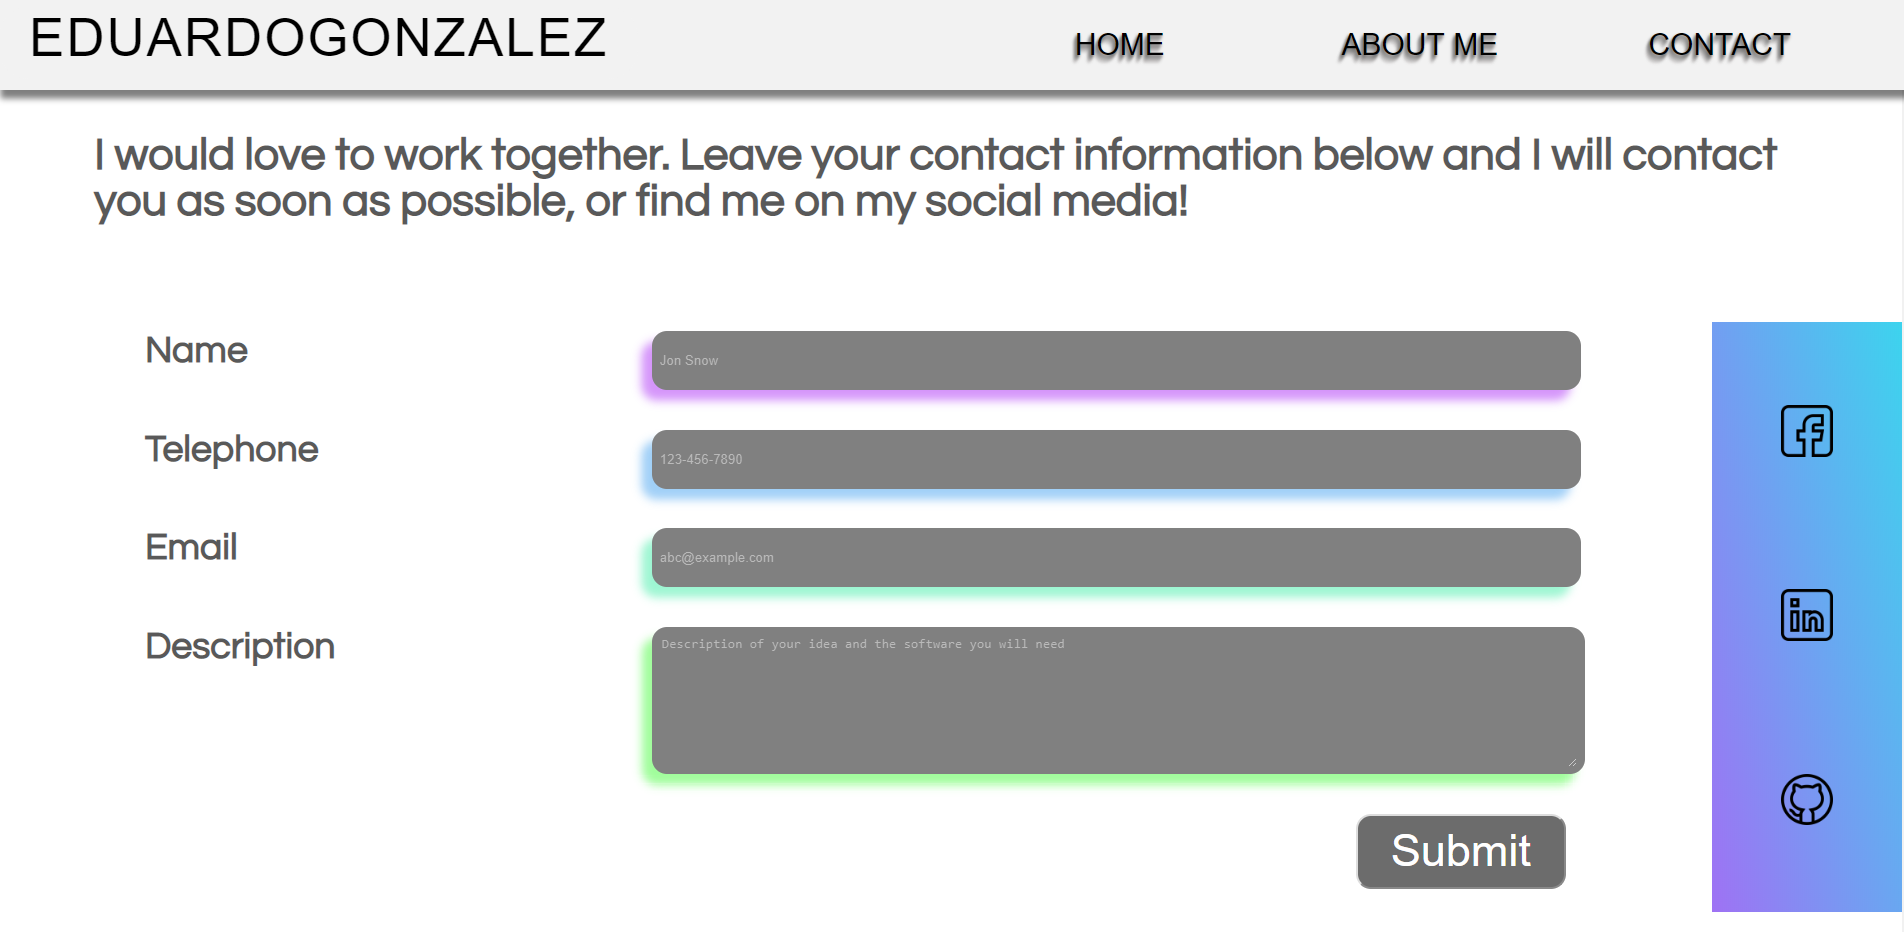 EDUARDOGONZALEZ
HOME
ABOUT ME
CONTACT
I would love to work together. Leave your contact information below and I will contact
you as soon as possible, or find me on my social media!
Name
Jon Snow
Telephone
123-456-7890
Email
abc@example.com
Description
Description of your idea and the software you will need
Submit
f
in